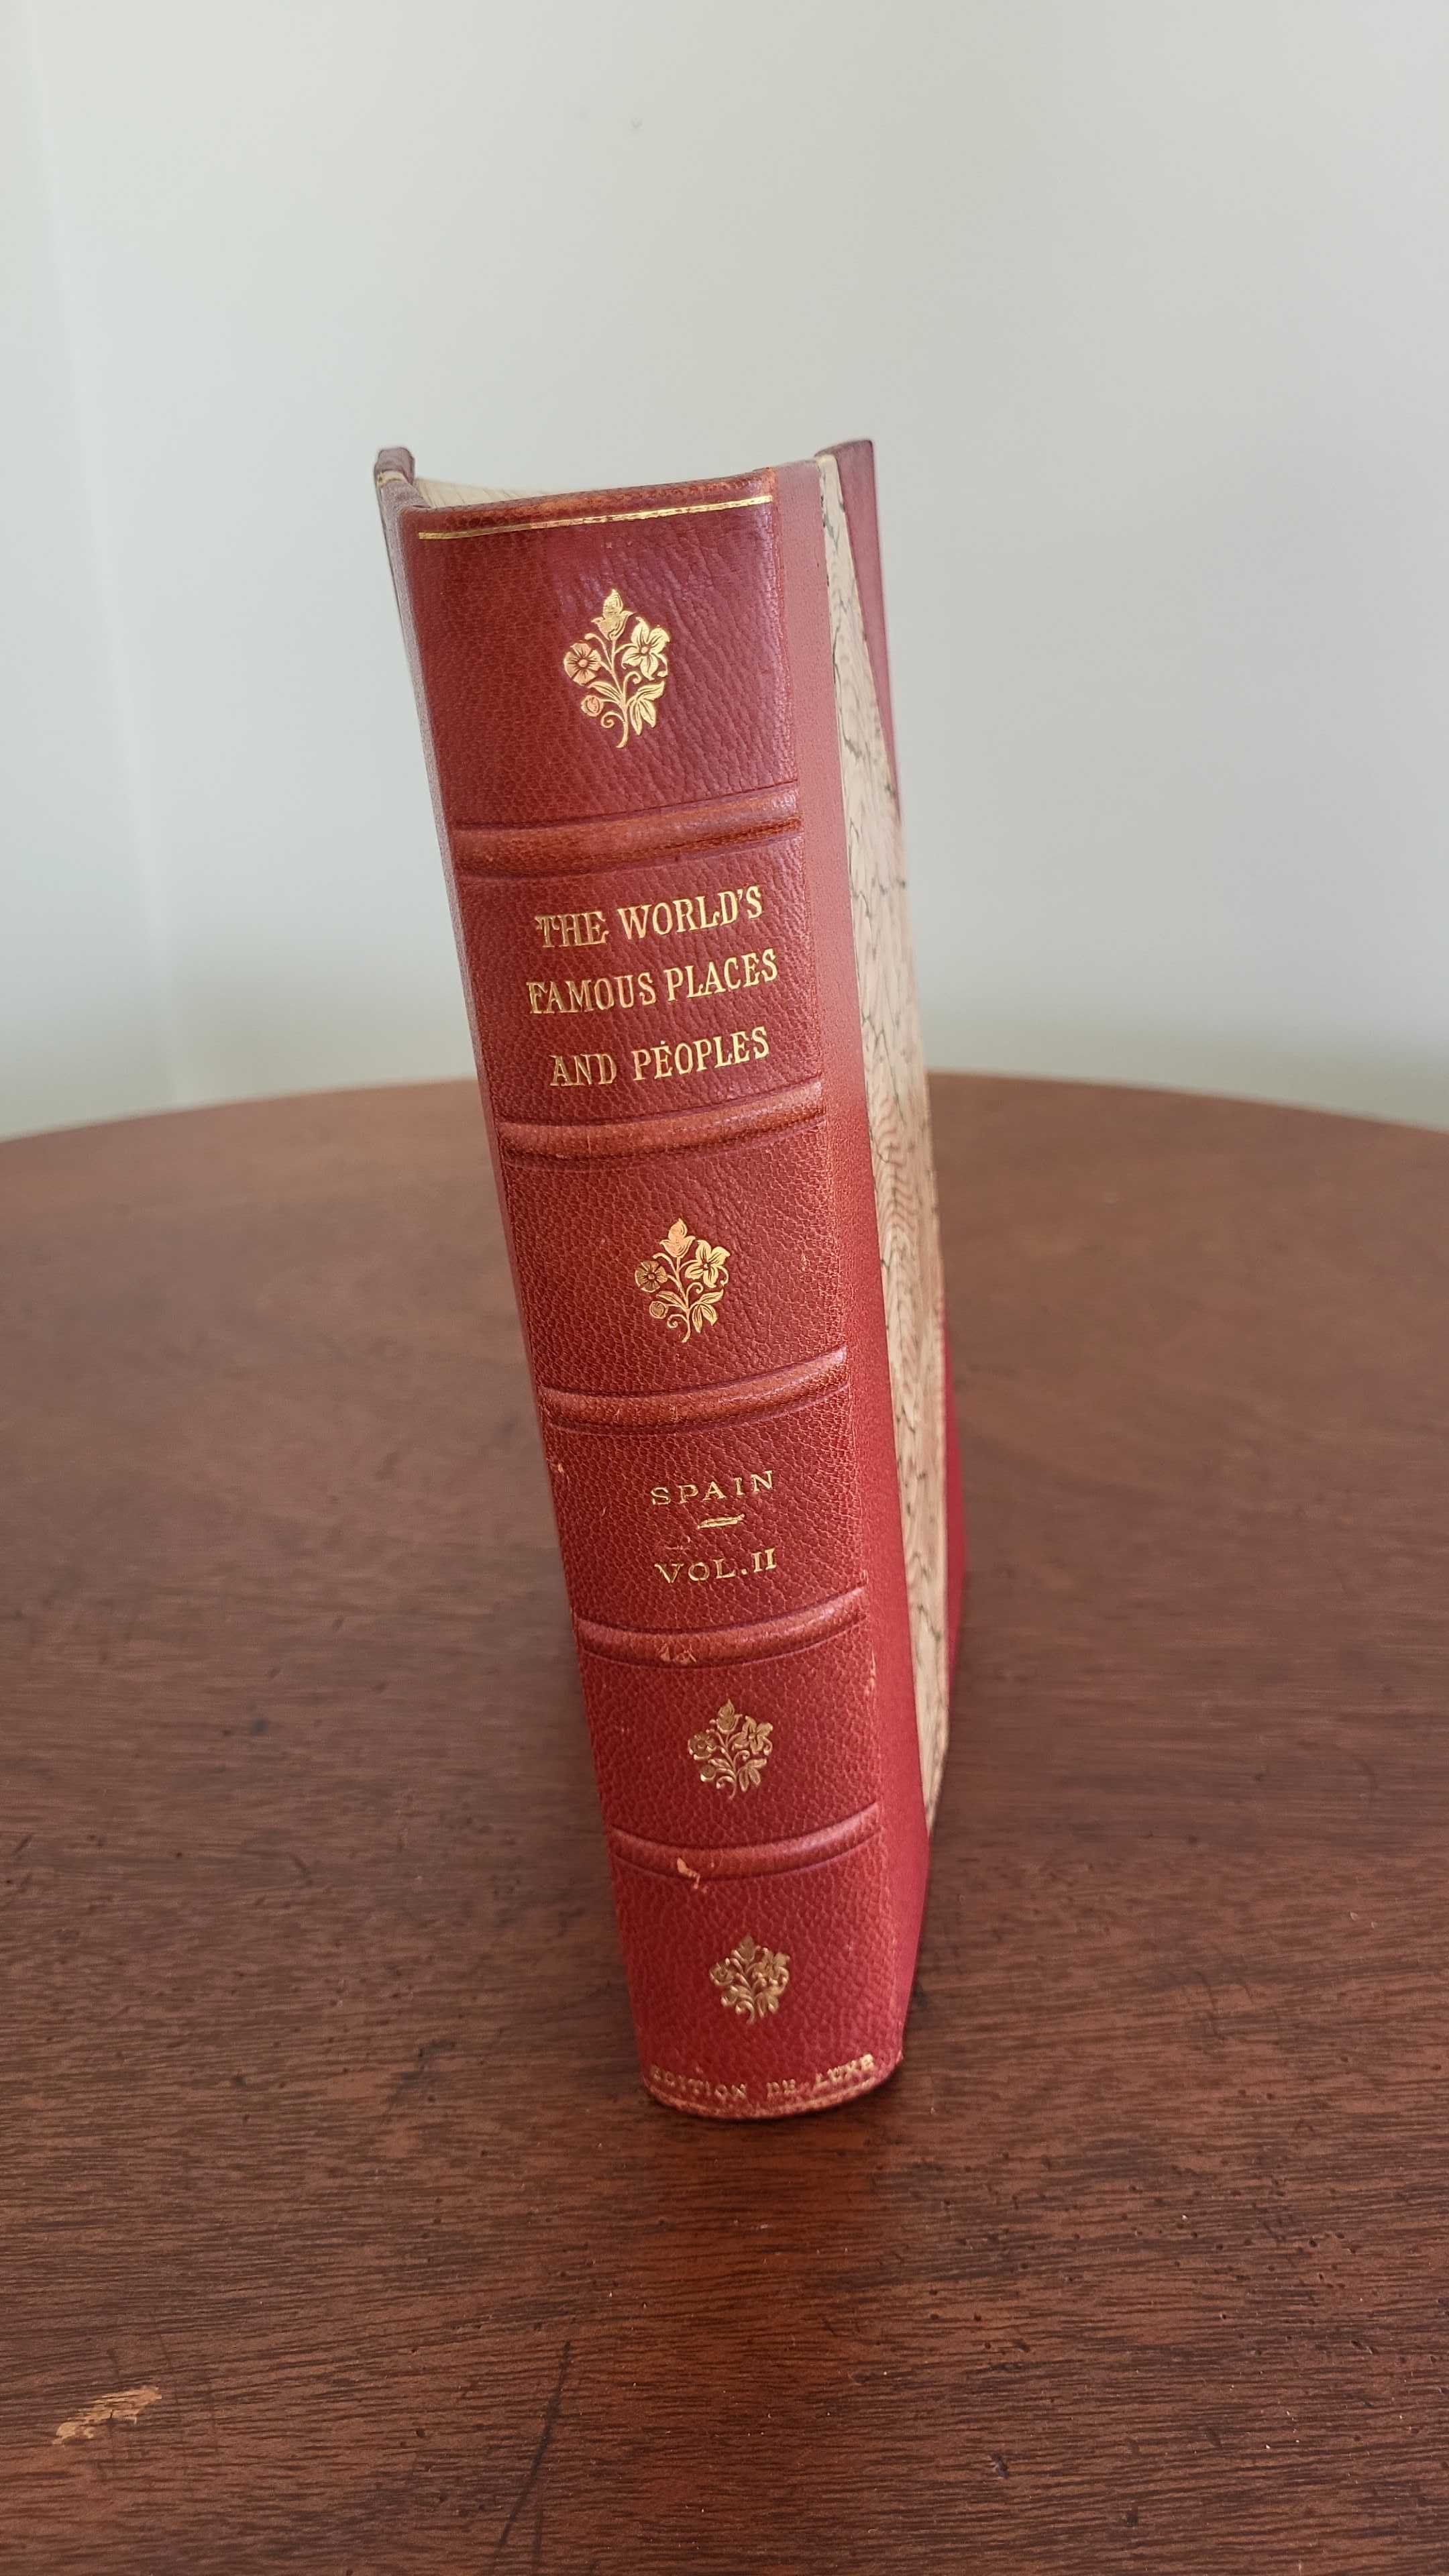 THE WORLD'S
FAMOUS PLACES
AND PEOPLES
SPAIN
VOL. II
EDITION DE LUXE